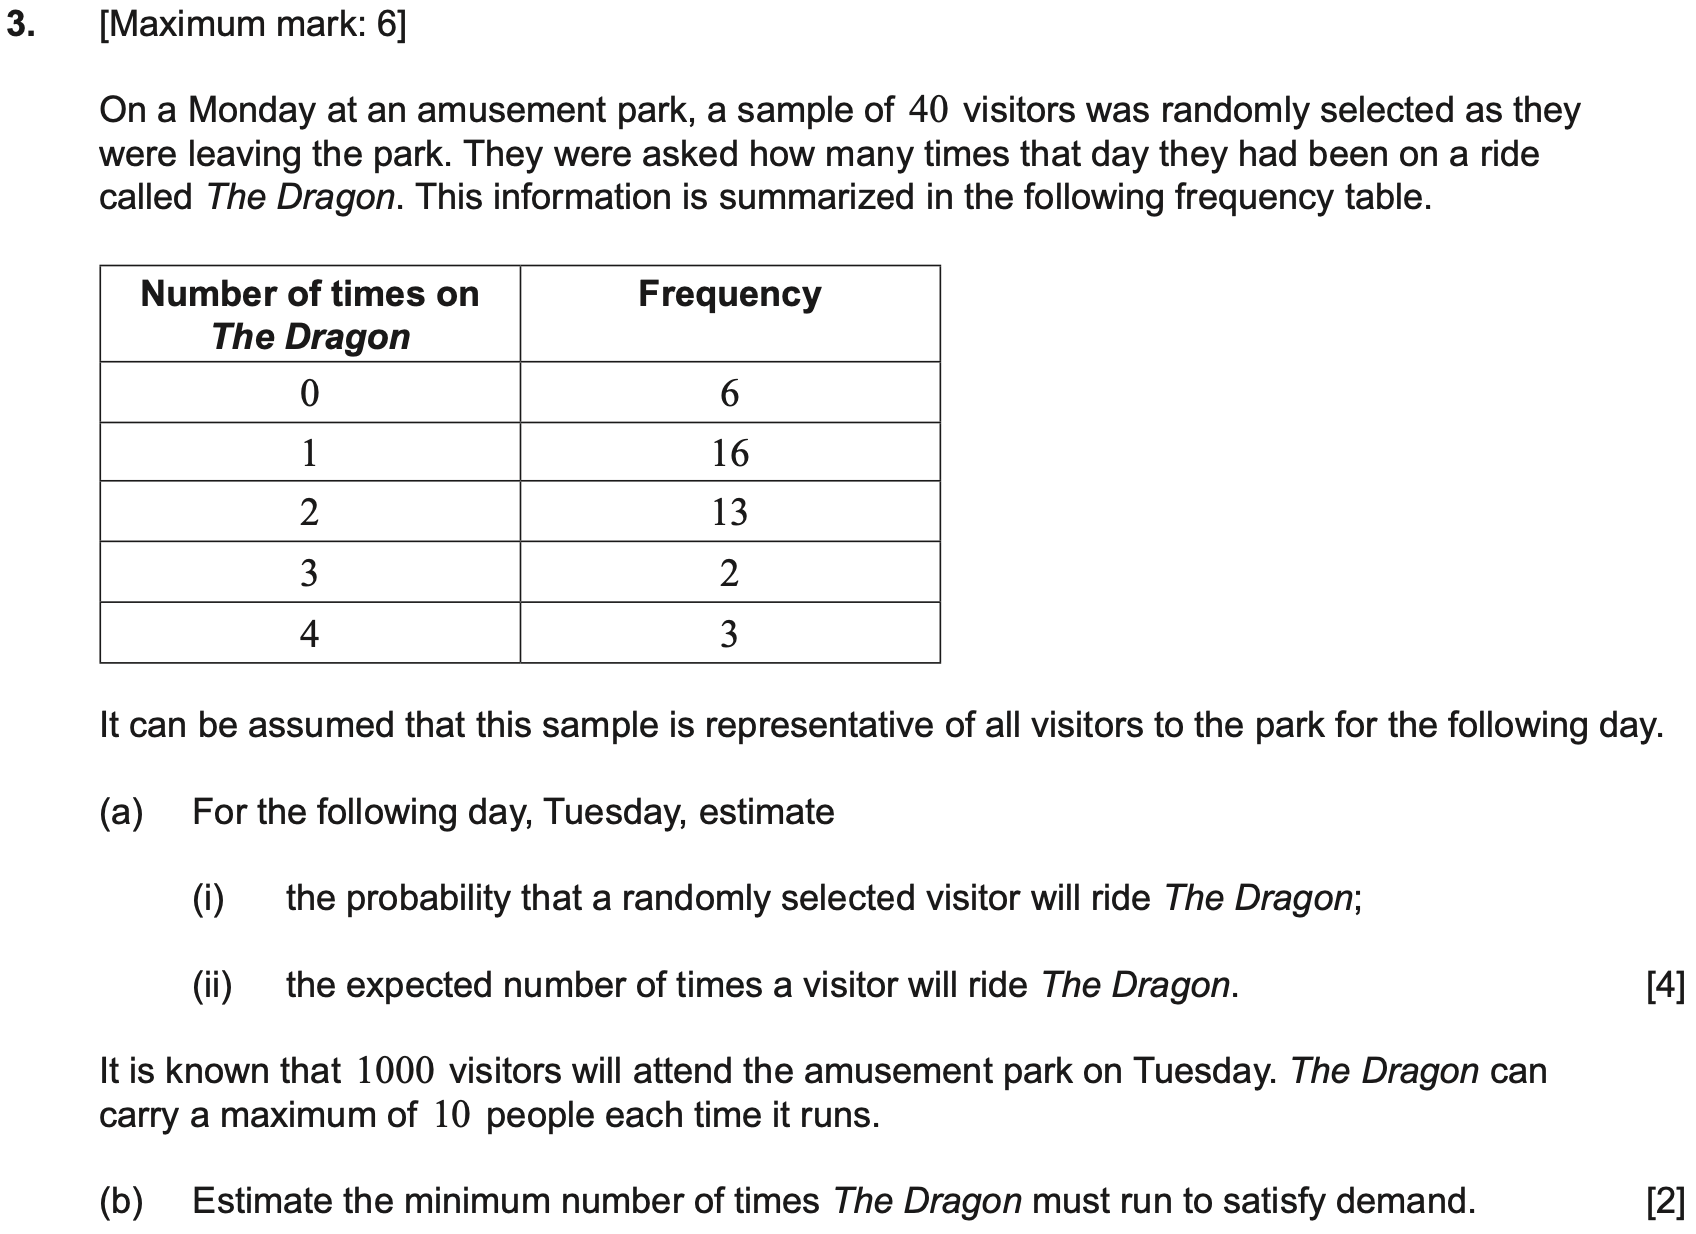 3. [Maximum mark: 6]
On a Monday at an amusement park, a sample of 40 visitors was randomly selected as they
were leaving the park. They were asked how many times that day they had been on a ride
called The Dragon. This information is summarized in the following frequency table.
Number of times on The Dragon Frequency
0 6
1 16
2 13
3 2
4 3
It can be assumed that this sample is representative of all visitors to the park for the following day.
(a) For the following day, Tuesday, estimate
(i) the probability that a randomly selected visitor will ride The Dragon;
(ii) the expected number of times a visitor will ride The Dragon. [4]
It is known that 1000 visitors will attend the amusement park on Tuesday. The Dragon can
carry a maximum of 10 people each time it runs.
(b) Estimate the minimum number of times The Dragon must run to satisfy demand. [2]